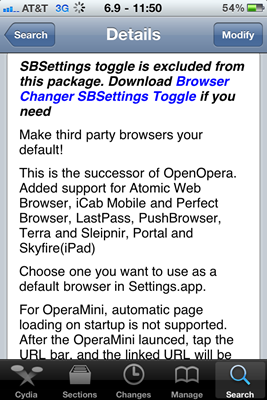 AT&T 3G 6.9 - 11:50 54%
Search Details Modify
SBSettings toggle is excluded from
this package. Download Browser
Changer SBSettings Toggle if you
need
Make third party browsers your
default!
This is the successor of OpenOpera.
Added support for Atomic Web
Browser, iCab Mobile and Perfect
Browser, LastPass, PushBrowser,
Terra and Sleipnir, Portal and
Skyfire(iPad)
Choose one you want to use as a
default browser in Settings.app.
For OperaMini, automatic page
loading on startup is not supported.
After the OperaMini launced, tap the
URL bar, and the linked URL will be
Cydia Sections Changes Manage Search